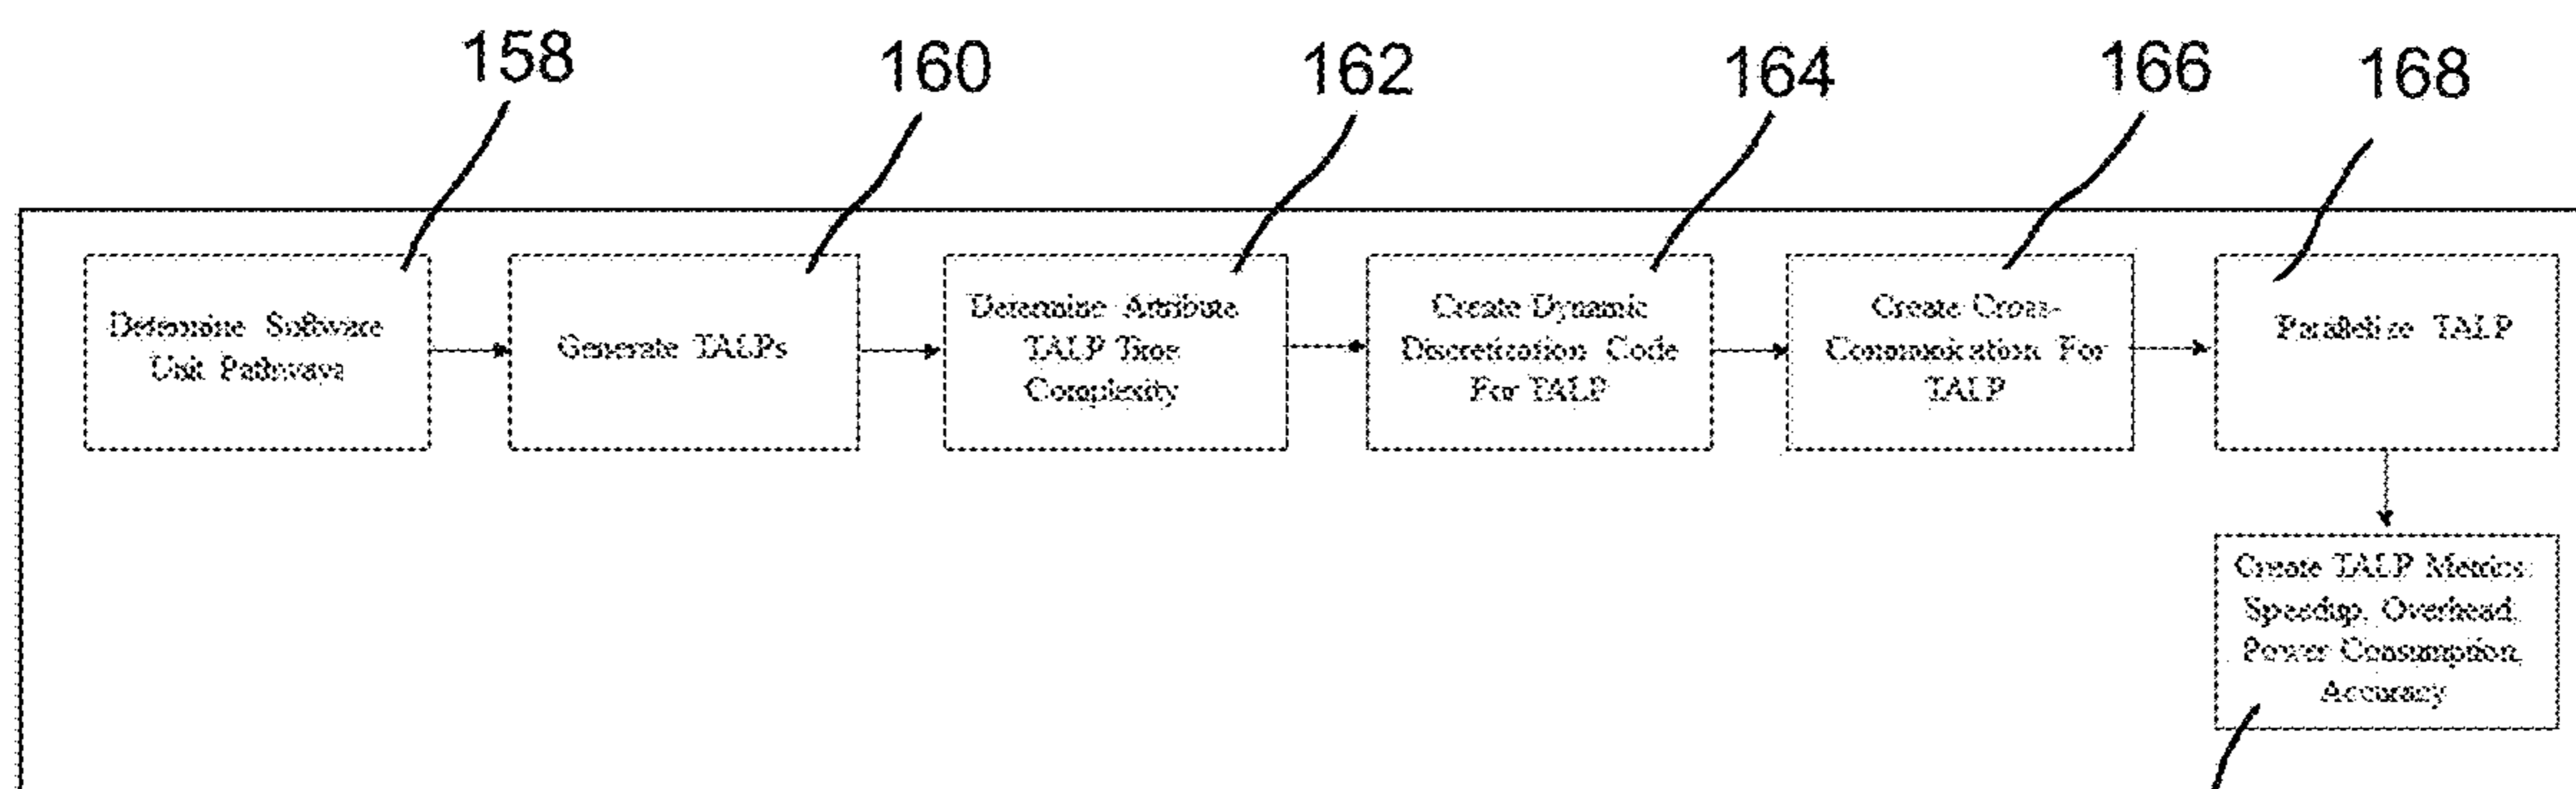 158
160
162
164
166
168
Determine Software
Unit Pathways
Generate TALPs
Determine Attribute
TALP Time
Complexity
Create Dynamic
Discretization Code
For TALP
Create Cross-
Communication For
TALP
Parallelize TALP
Create TALP Metrics:
Speedup, Overhead,
Power Consumption,
Accuracy